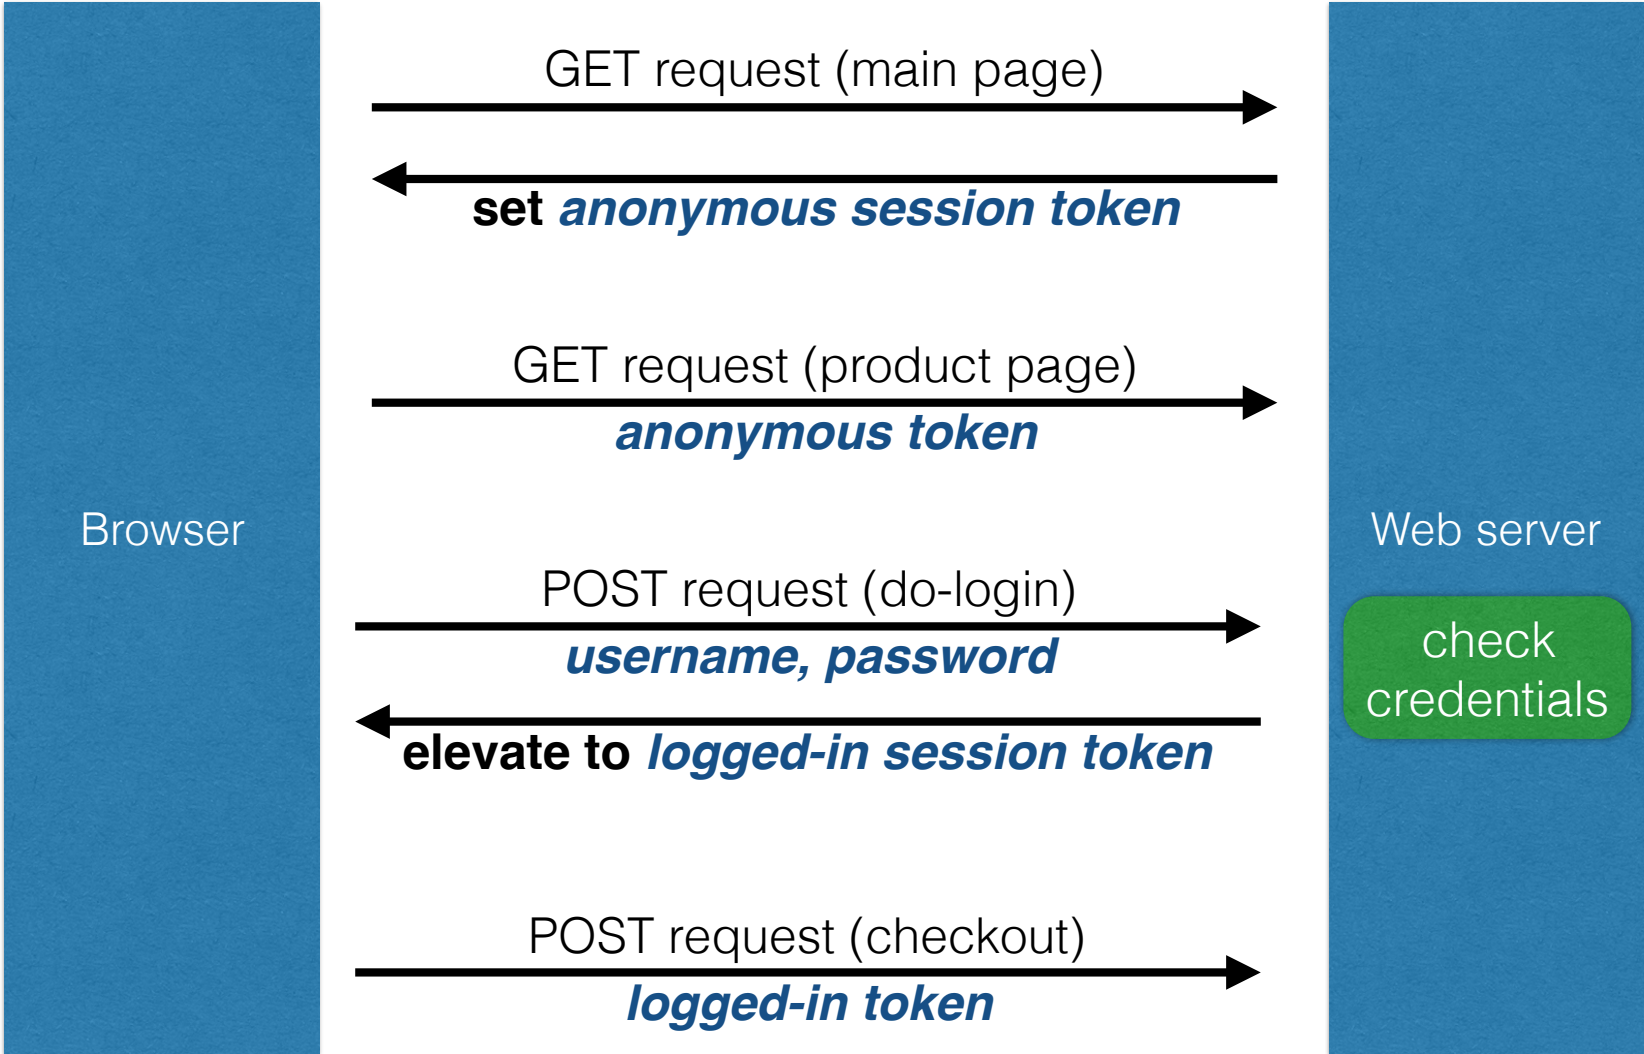 GET request (main page)
set anonymous session token
GET request (product page)
anonymous token
Browser
Web server
POST request (do-login)
username, password
check
credentials
elevate to logged-in session token
POST request (checkout)
logged-in token